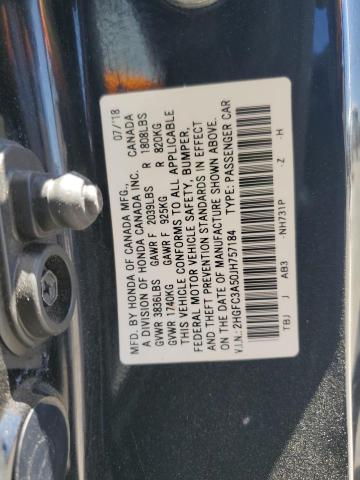 MFD. BY HONDA OF CANADA MFG., 07/'18
A DIVISION OF HONDA CANADA INC. CANADA
GVWR 3836LBS GAWR F 2039LBS R 1808LBS
GVWR 1740KG GAWR F 925KG R 820KG
THIS VEHICLE CONFORMS TO ALL APPLICABLE
FEDERAL MOTOR VEHICLE SAFETY, BUMPER,
AND THEFT PREVENTION STANDARDS IN EFFECT
ON THE DATE OF MANUFACTURE SHOWN ABOVE.
V.I.N.: 2HGFC3A50JH757184 TYPE: PASSENGER CAR
TBJ J AB3 -NH731P -Z -H